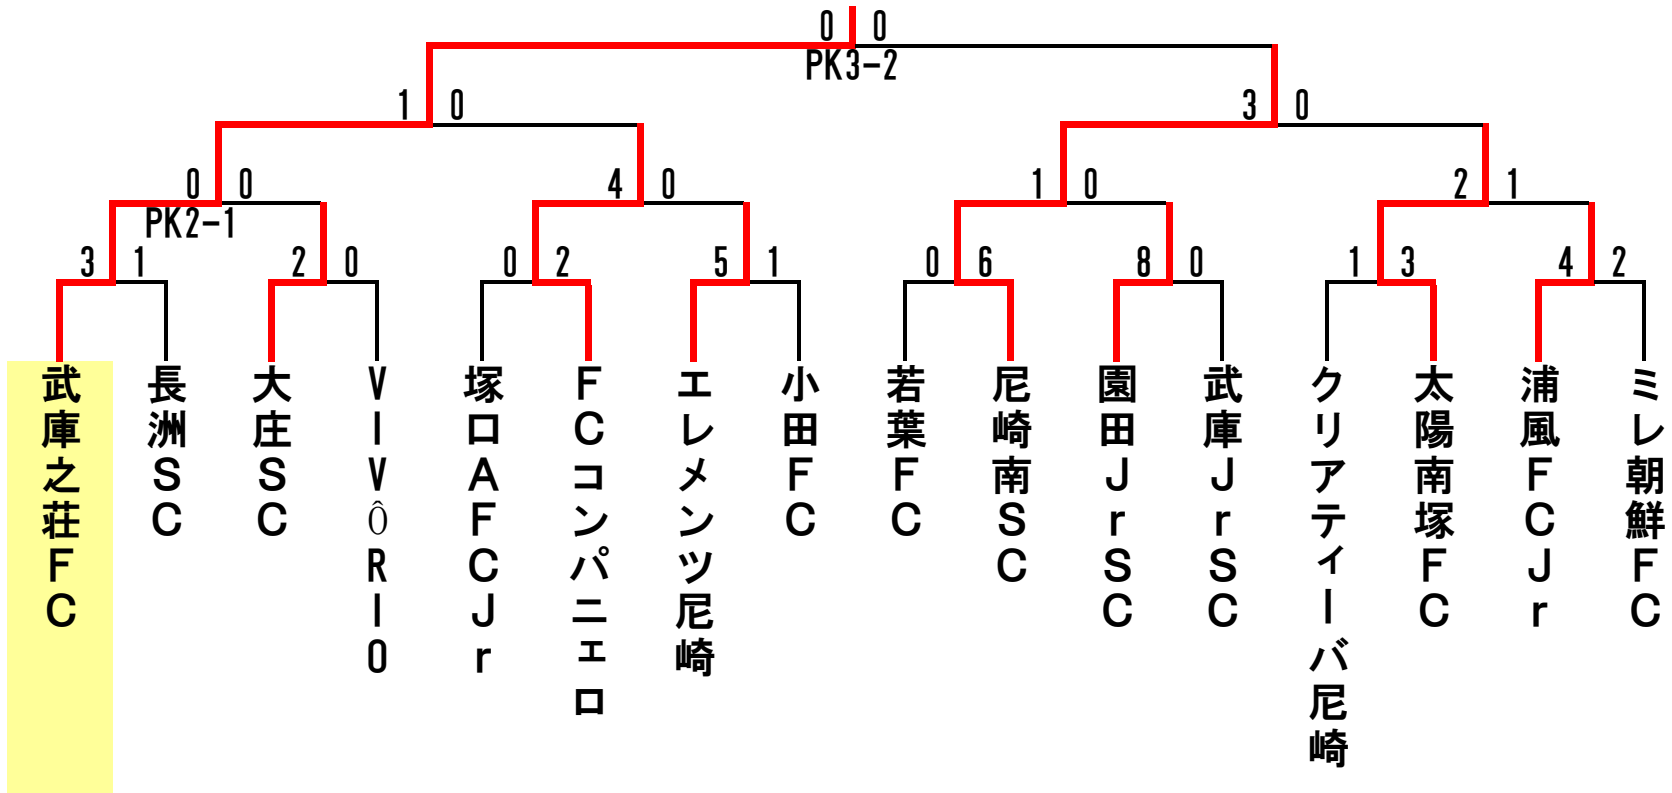 0 0
PK3-2
1 0
3 0
0 0
PK2-1
4 0
1 0
2 1
3 1
2 0
0 2
5 1
0 6
8 0
1 3
4 2
武庫之荘FC
長洲SC
大庄SC
VIVÔRIO
塚口AFCJr
FCコンパニエロ
エレメンツ尼崎
小田FC
若葉FC
尼崎南SC
園田JrSC
武庫JrSC
クリアティーバ尼崎
太陽南塚FC
浦風FCJr
ミレ朝鮮FC